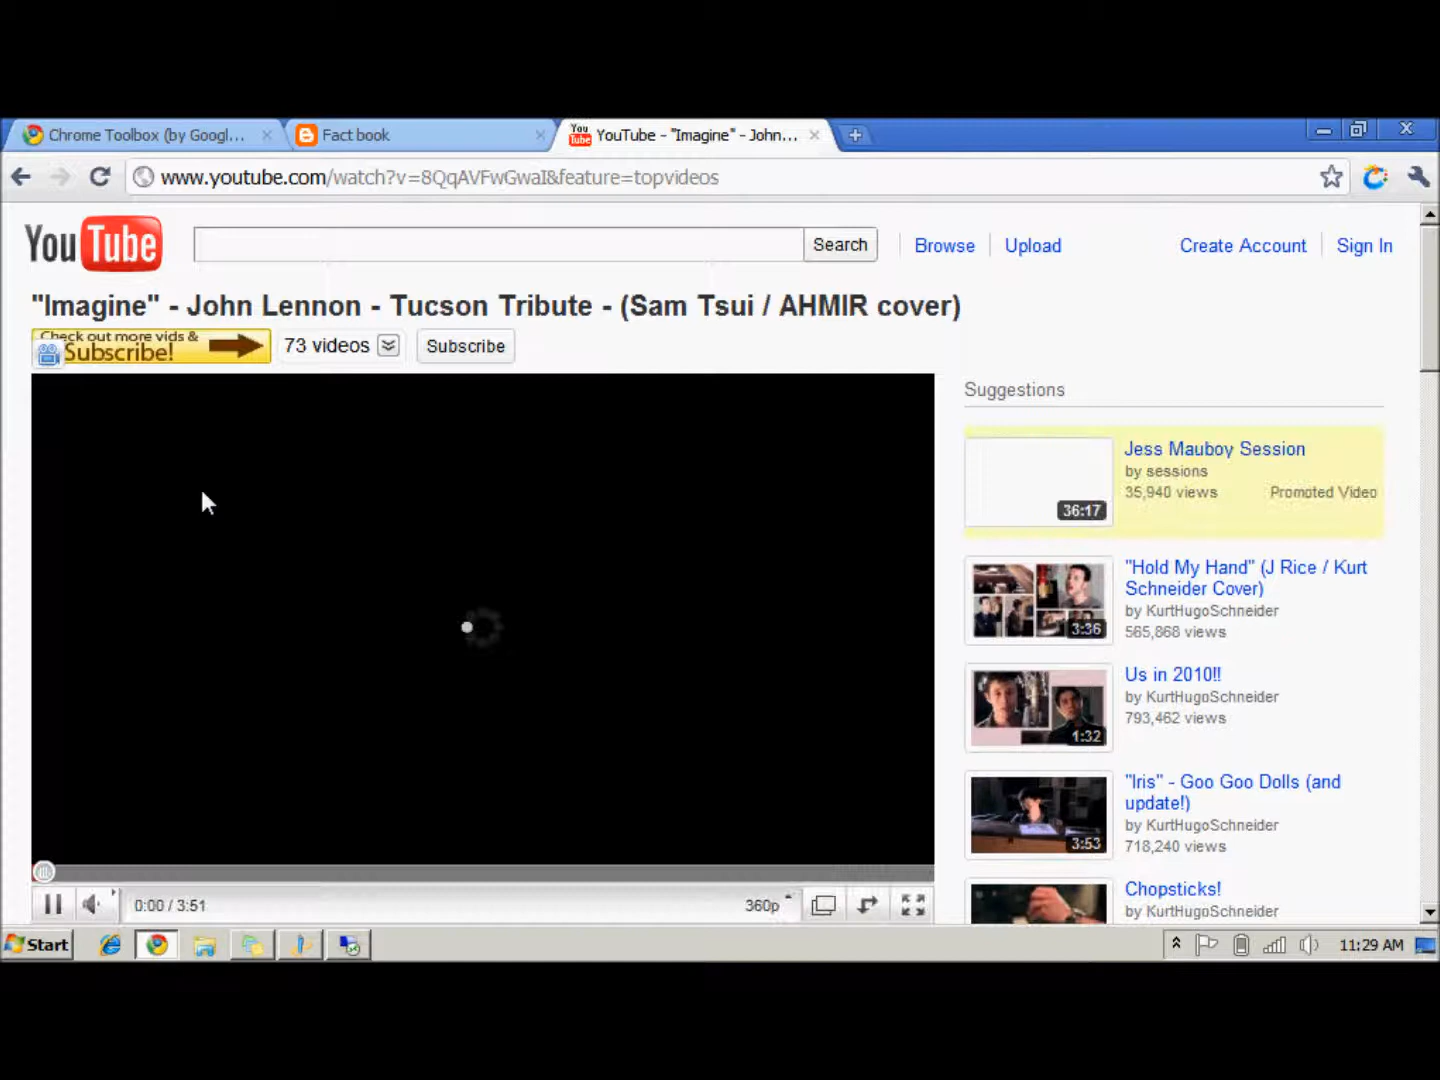 Chrome Toolbox (by Googl...
Fact book
YouTube - "Imagine" - John...
www.youtube.com/watch?v=8QqAVFwGwaI&feature=topvideos
YouTube
Search
Browse
Upload
Create Account
Sign In
"Imagine" - John Lennon - Tucson Tribute - (Sam Tsui / AHMIR cover)
Check out more vids &
Subscribe!
73 videos
Subscribe
Suggestions
Jess Mauboy Session
by sessions
35,940 views
Promoted Video
36:17
"Hold My Hand" (J Rice / Kurt
Schneider Cover)
by KurtHugoSchneider
565,868 views
3:36
Us in 2010!!
by KurtHugoSchneider
793,462 views
1:32
"Iris" - Goo Goo Dolls (and
update!)
by KurtHugoSchneider
718,240 views
3:53
Chopsticks!
by KurtHugoSchneider
0:00 / 3:51
360p
Start
11:29 AM